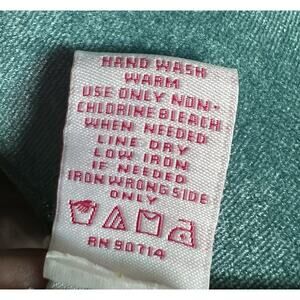 HAND WASH
WARM
USE ONLY NON-
CHLORINE BLEACH
WHEN NEEDED
LINE DRY
LOW IRON
IF NEEDED
IRON WRONG SIDE
ONLY
RN 90714